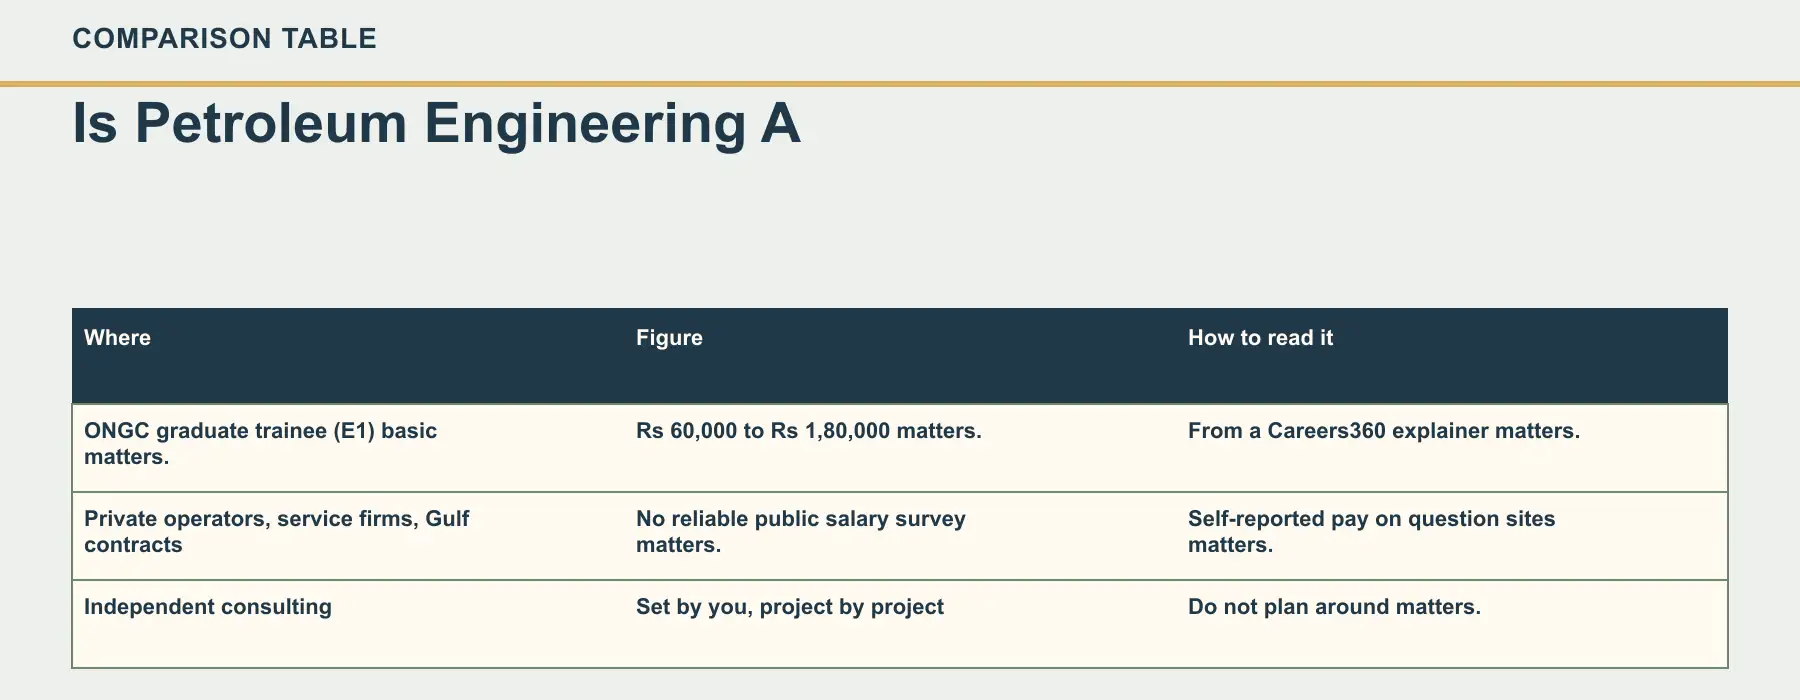 COMPARISON TABLE
Is Petroleum Engineering A
Where Figure How to read it
ONGC graduate trainee (E1) basic matters. Rs 60,000 to Rs 1,80,000 matters. From a Careers360 explainer matters.
Private operators, service firms, Gulf contracts No reliable public salary survey matters. Self-reported pay on question sites matters.
Independent consulting Set by you, project by project Do not plan around matters.